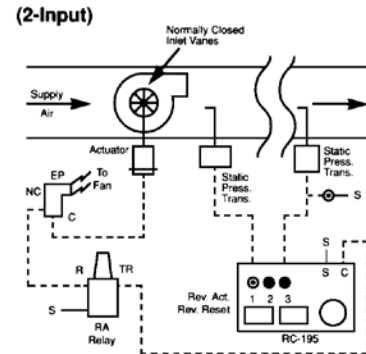 (2-Input)
Normally Closed
Inlet Vanes
Supply
Air
Actuator
EP
To
Fan
NC
C
Static
Press.
Trans.
Static
Press.
Trans.
S
R
TR
S
RA
Relay
S
S C
Rev. Act.
Rev. Reset
1 2 3
RC-195